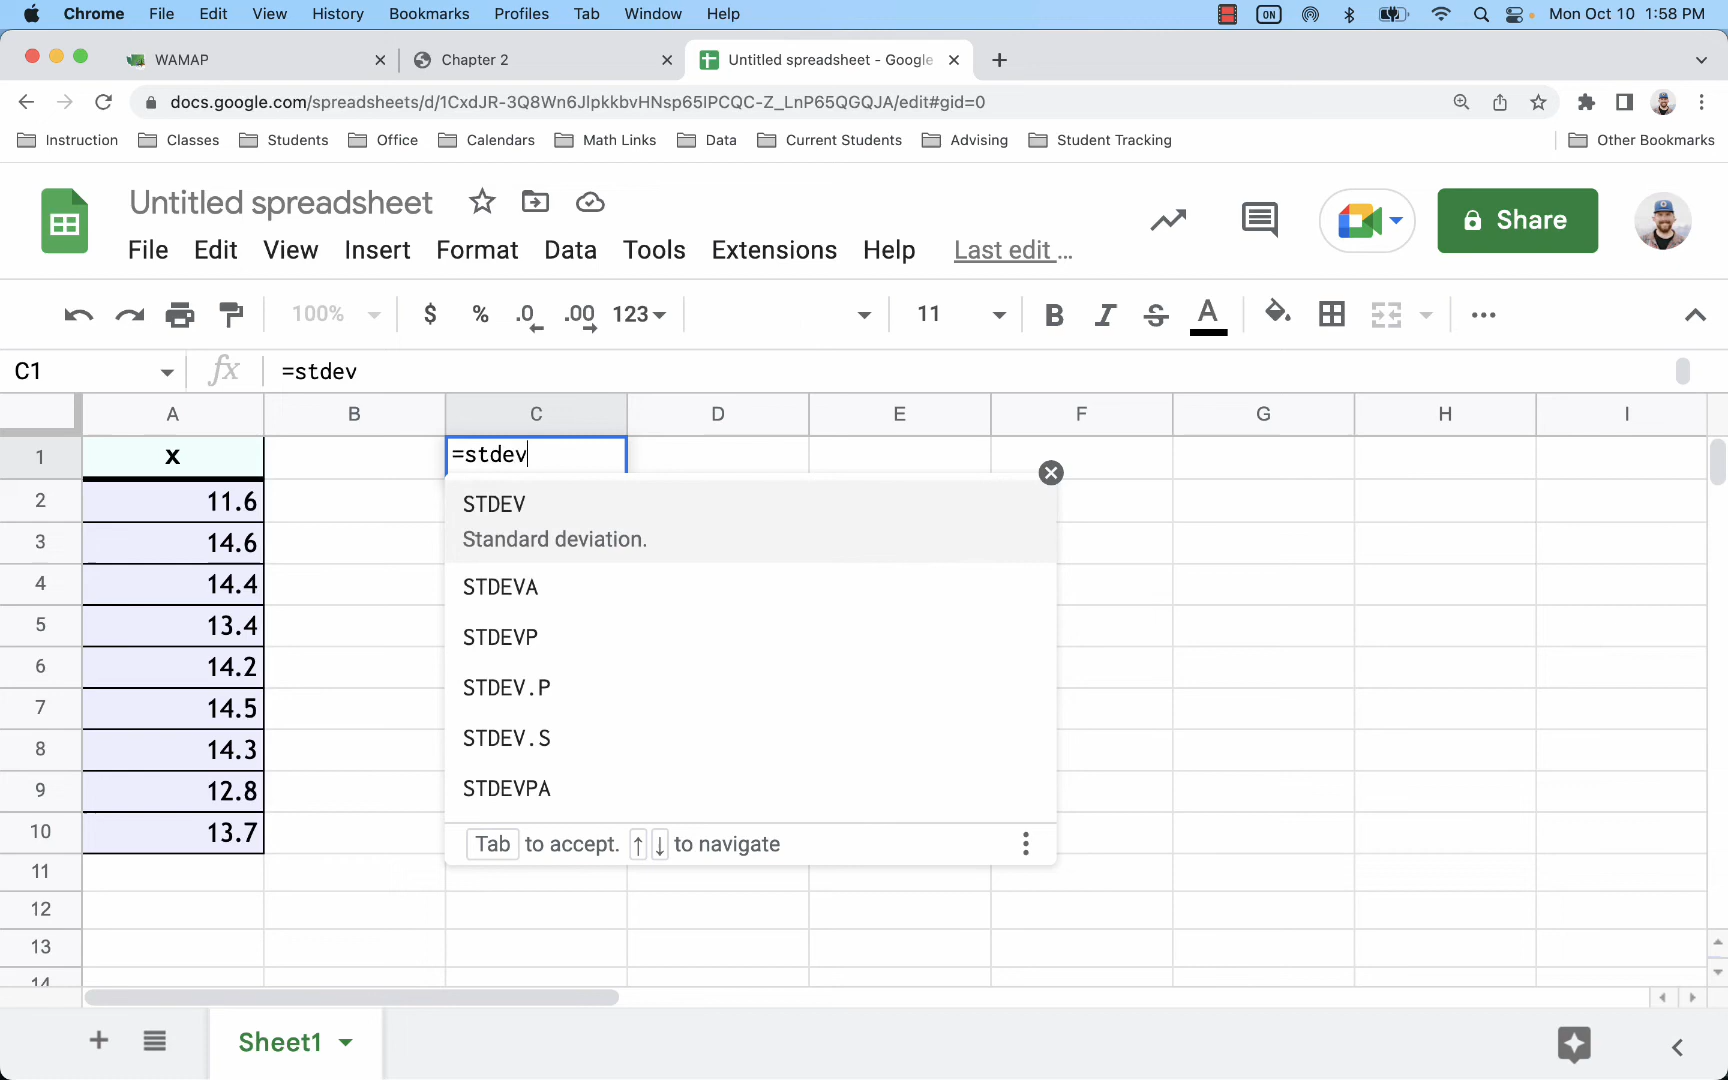 Chrome File Edit View History Bookmarks Profiles Tab Window Help ON Mon Oct 10 1:58 PM
WAMAP Chapter 2 Untitled spreadsheet - Google
docs.google.com/spreadsheets/d/1CxdJR-3Q8Wn6JlpkkbvHNsp65lPCQC-Z_LnP65QGQJA/edit#gid=0
Instruction Classes Students Office Calendars Math Links Data Current Students Advising Student Tracking Other Bookmarks
Untitled spreadsheet
File Edit View Insert Format Data Tools Extensions Help Last edit ...
Share
100% $ % .0 .00 123 11 B I S A
C1 fx =stdev
A B C D E F G H I
1 x =stdev
2 11.6
STDEV
Standard deviation.
3 14.6
4 14.4
STDEVA
5 13.4
STDEVP
6 14.2
7 14.5
STDEV.P
8 14.3
STDEV.S
9 12.8
STDEVPA
10 13.7
Tab to accept. ↑ ↓ to navigate
11
12
13
14
Sheet1